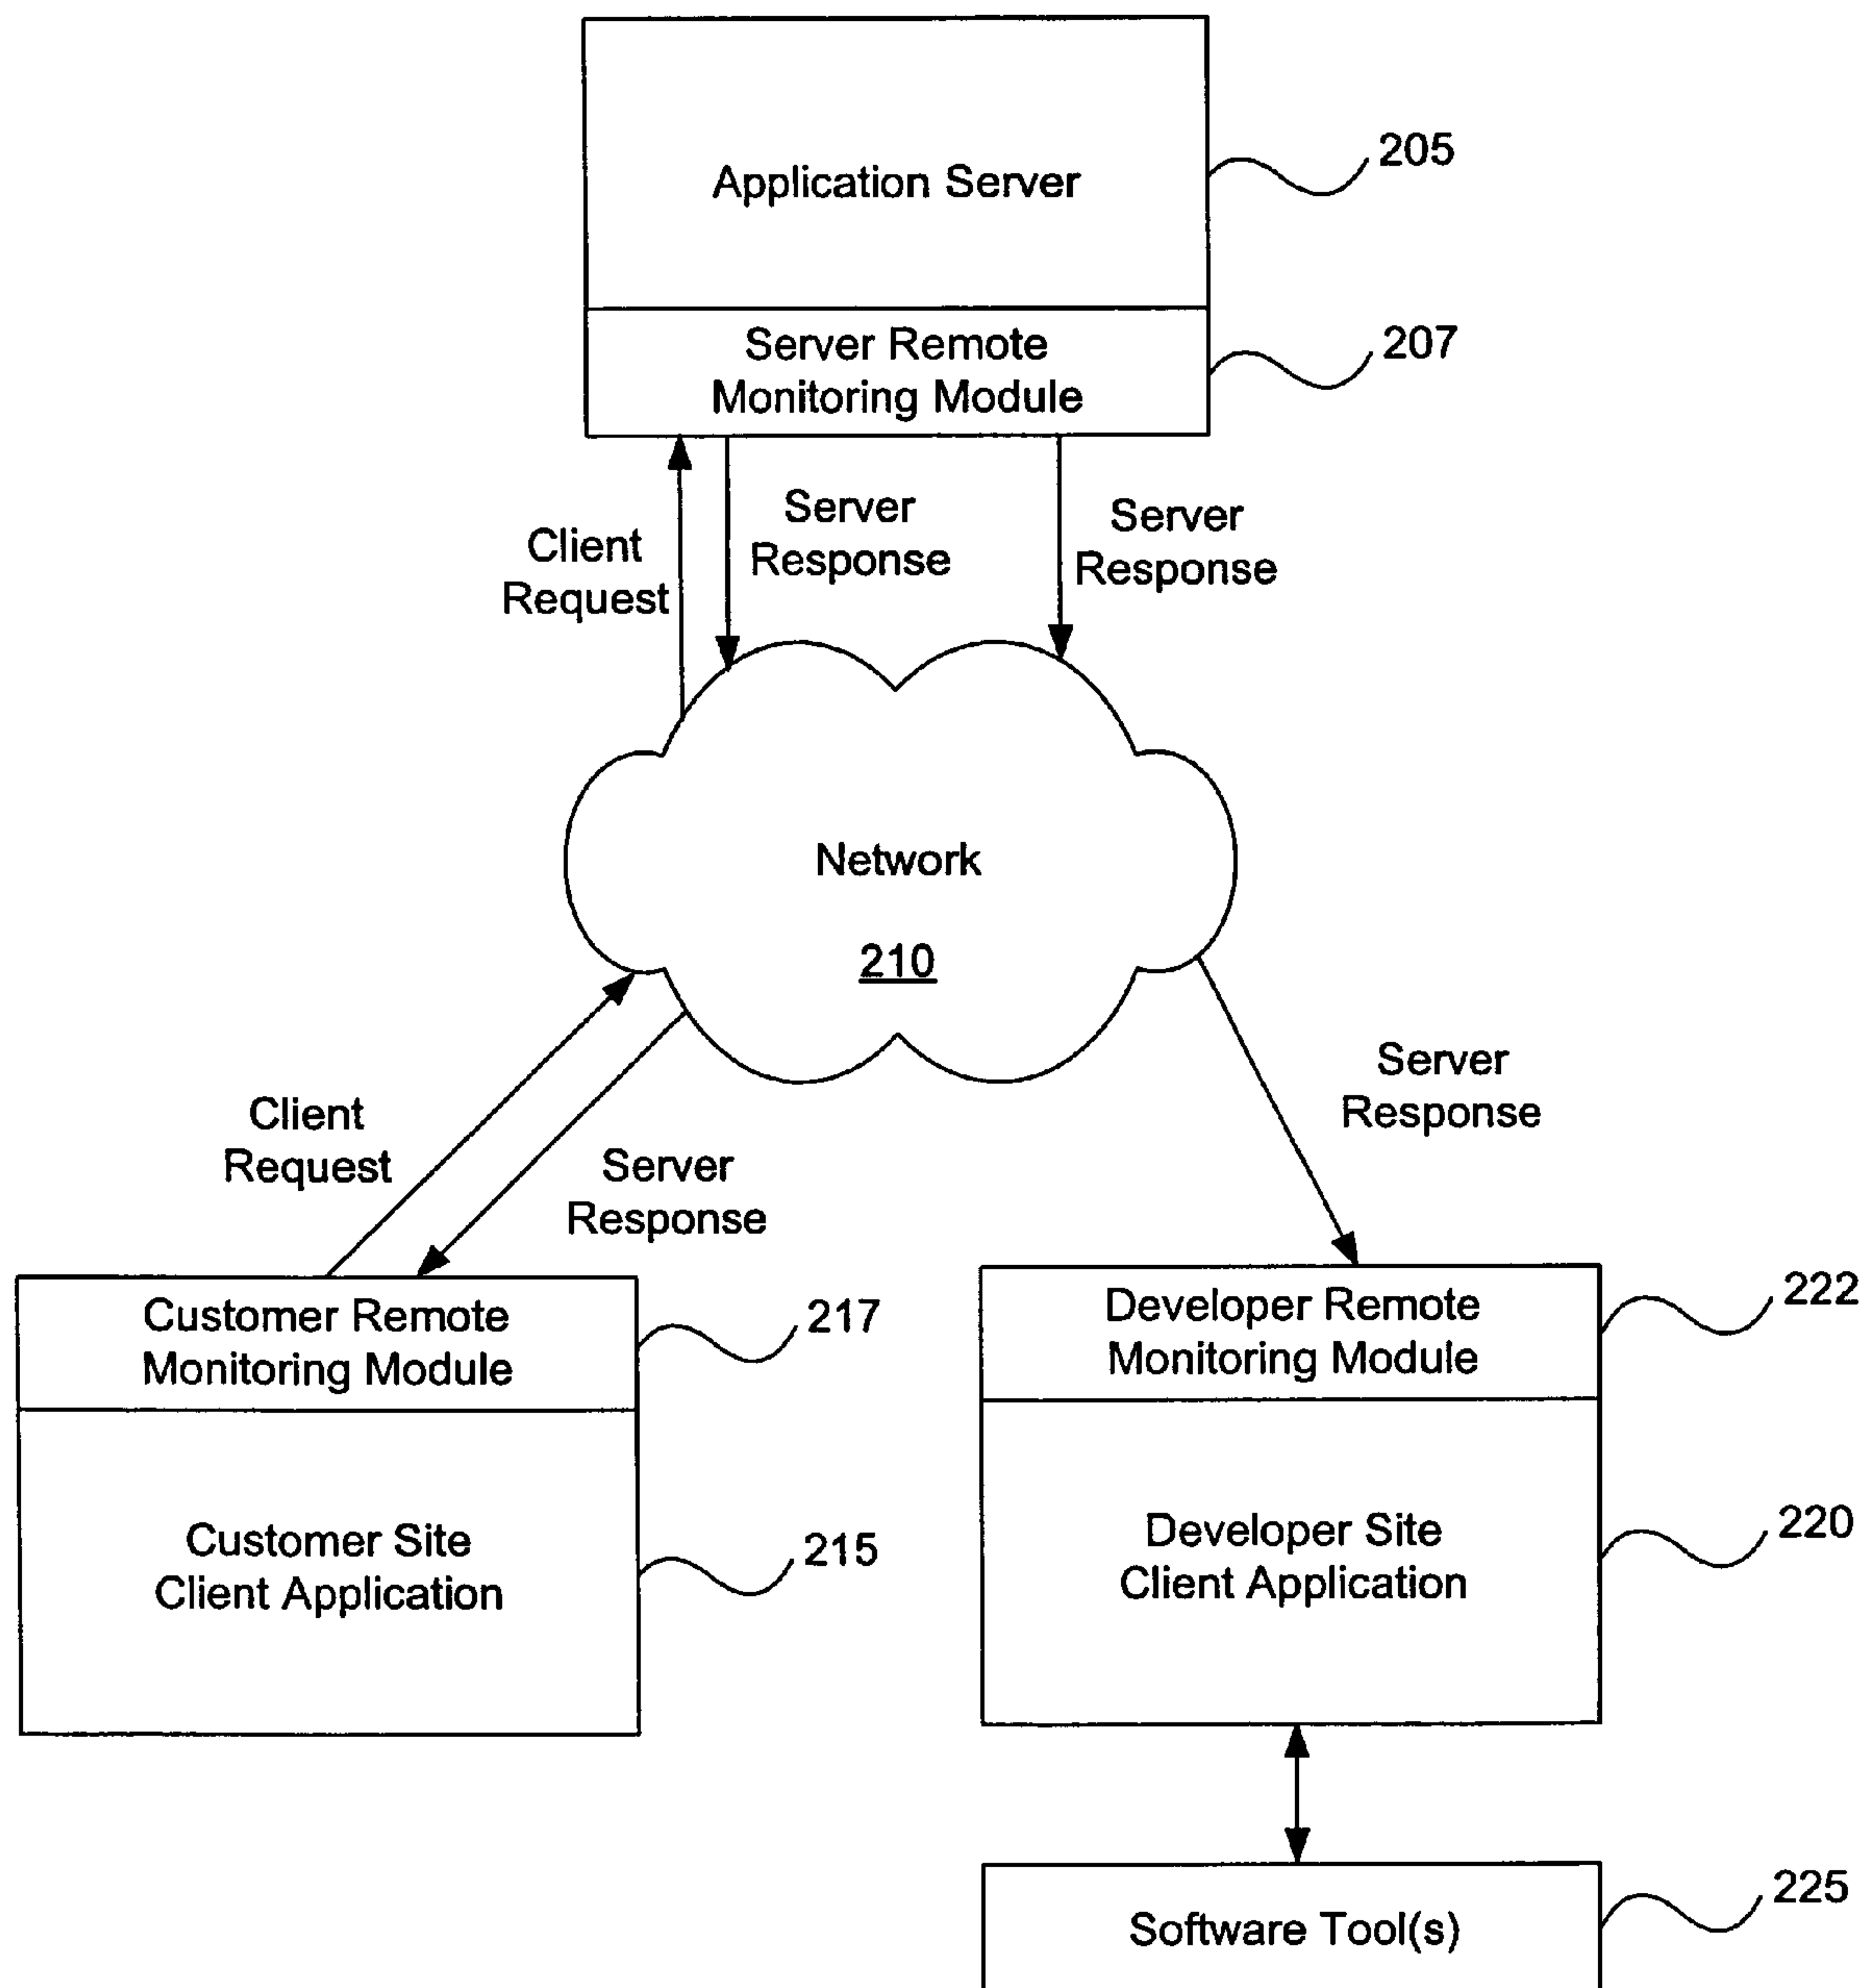 Application Server
205
Server Remote
Monitoring Module
207
Client
Request
Server
Response
Server
Response
Network
210
Client
Request
Server
Response
Server
Response
Customer Remote
Monitoring Module
217
Customer Site
Client Application
215
Developer Remote
Monitoring Module
222
Developer Site
Client Application
220
Software Tool(s)
225